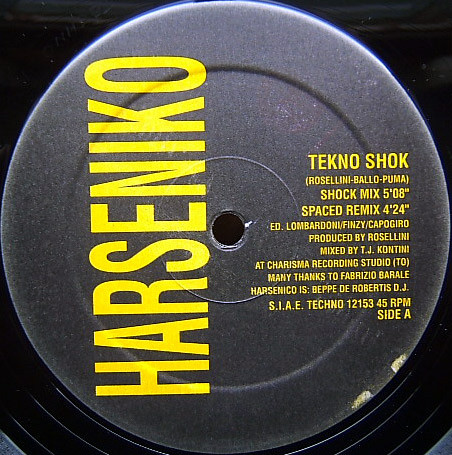 HARSENIKO
TEKNO SHOK
(ROSELLINI-BALLO-PUMA)
SHOCK MIX 5'08"
SPACED REMIX 4'24"
ED. LOMBARDONI/FINZY/CAPOGIRO
PRODUCED BY ROSELLINI
MIXED BY T.J. KONTINI
AT CHARISMA RECORDING STUDIO (TO)
MANY THANKS TO FABRIZIO BARALE
HARSENICO IS: BEPPE DE ROBERTIS D.J.
S.I.A.E. TECHNO 12153 45 RPM
SIDE A